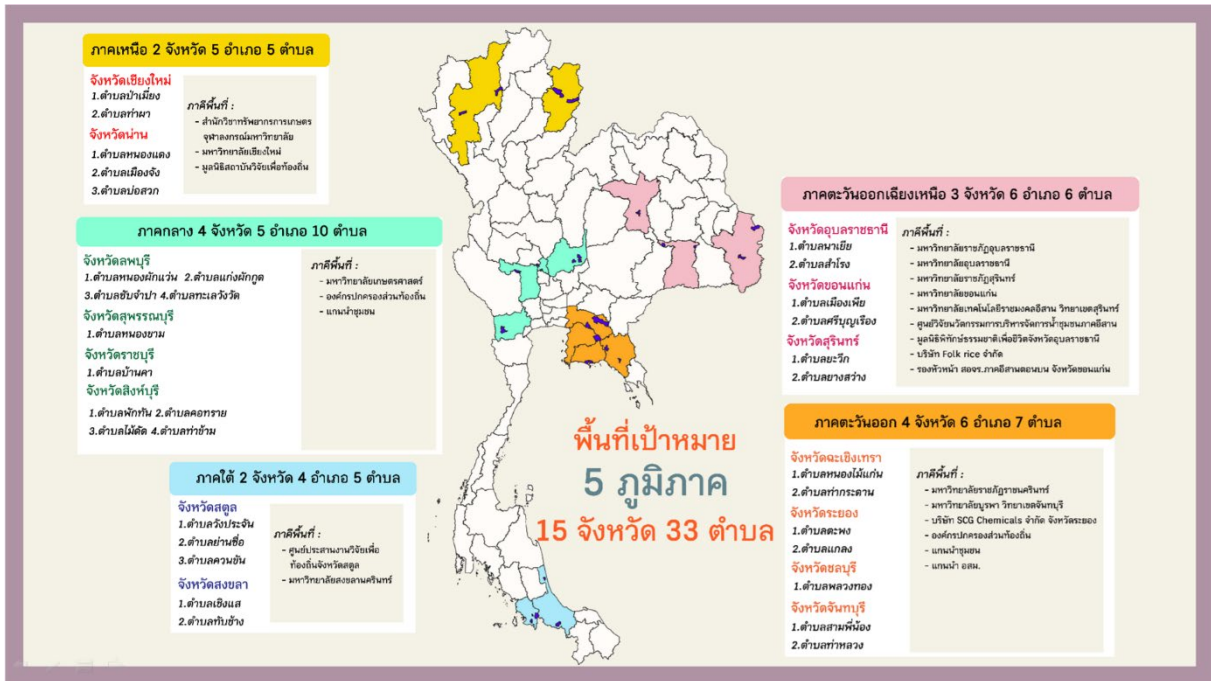 ภาคเหนือ 2 จังหวัด 5 อำเภอ 5 ตำบล
จังหวัดเชียงใหม่
1.ตำบลป่าเมี่ยง
2.ตำบลท่าผา
จังหวัดน่าน
1.ตำบลหนองแดง
2.ตำบลเมืองจัง
3.ตำบลบ่อสวก
ภาคีพื้นที่ :
- สำนักวิชาทรัพยากรการเกษตร
จุฬาลงกรณ์มหาวิทยาลัย
- มหาวิทยาลัยเชียงใหม่
- มูลนิธิสถาบันวิจัยเพื่อท้องถิ่น
ภาคกลาง 4 จังหวัด 5 อำเภอ 10 ตำบล
จังหวัดลพบุรี
1.ตำบลหนองผักแว่น 2.ตำบลแก่งผักกูด
3.ตำบลซับจำปา 4.ตำบลทะเลวังวัด
จังหวัดสุพรรณบุรี
1.ตำบลหนองขาม
จังหวัดราชบุรี
1.ตำบลบ้านคา
จังหวัดสิงห์บุรี
1.ตำบลพักทัน 2.ตำบลคอทราย
3.ตำบลไม้ดัด 4.ตำบลท่าข้าม
ภาคีพื้นที่ :
- มหาวิทยาลัยเกษตรศาสตร์
- องค์กรปกครองส่วนท้องถิ่น
- แกนนำชุมชน
ภาคใต้ 2 จังหวัด 4 อำเภอ 5 ตำบล
จังหวัดสตูล
1.ตำบลวังประจัน
2.ตำบลย่านซื่อ
3.ตำบลควนขัน
จังหวัดสงขลา
1.ตำบลเชิงแส
2.ตำบลทับช้าง
ภาคีพื้นที่ :
- ศูนย์ประสานงานวิจัยเพื่อ
ท้องถิ่นจังหวัดสตูล
- มหาวิทยาลัยสงขลานครินทร์
พื้นที่เป้าหมาย
5 ภูมิภาค
15 จังหวัด 33 ตำบล
ภาคตะวันออกเฉียงเหนือ 3 จังหวัด 6 อำเภอ 6 ตำบล
จังหวัดอุบลราชธานี
1.ตำบลนาเยีย
2.ตำบลสำโรง
จังหวัดขอนแก่น
1.ตำบลเมืองเพีย
2.ตำบลศรีบุญเรือง
จังหวัดสุรินทร์
1.ตำบลยะวึก
2.ตำบลยางสว่าง
ภาคีพื้นที่ :
- มหาวิทยาลัยราชภัฏอุบลราชธานี
- มหาวิทยาลัยอุบลราชธานี
- มหาวิทยาลัยราชภัฏสุรินทร์
- มหาวิทยาลัยขอนแก่น
- มหาวิทยาลัยเทคโนโลยีราชมงคลอีสาน วิทยาเขตสุรินทร์
- ศูนย์วิจัยนวัตกรรมการบริหารจัดการน้ำชุมชนภาคอีสาน
- มูลนิธิพิทักษ์ธรรมชาติเพื่อชีวิตจังหวัดอุบลราชธานี
- บริษัท Folk rice จำกัด
- รองหัวหน้า สอจร.ภาคอีสานตอนบน จังหวัดขอนแก่น
ภาคตะวันออก 4 จังหวัด 6 อำเภอ 7 ตำบล
จังหวัดฉะเชิงเทรา
1.ตำบลหนองไม้แก่น
2.ตำบลท่ากระดาน
จังหวัดระยอง
1.ตำบลตะพง
2.ตำบลแกลง
จังหวัดชลบุรี
1.ตำบลพลวงทอง
จังหวัดจันทบุรี
1.ตำบลสามพี่น้อง
2.ตำบลท่าหลวง
ภาคีพื้นที่ :
- มหาวิทยาลัยราชภัฏราชนครินทร์
- มหาวิทยาลัยบูรพา วิทยาเขตจันทบุรี
- บริษัท SCG Chemicals จำกัด จังหวัดระยอง
- องค์กรปกครองส่วนท้องถิ่น
- แกนนำชุมชน
- แกนนำ อสม.